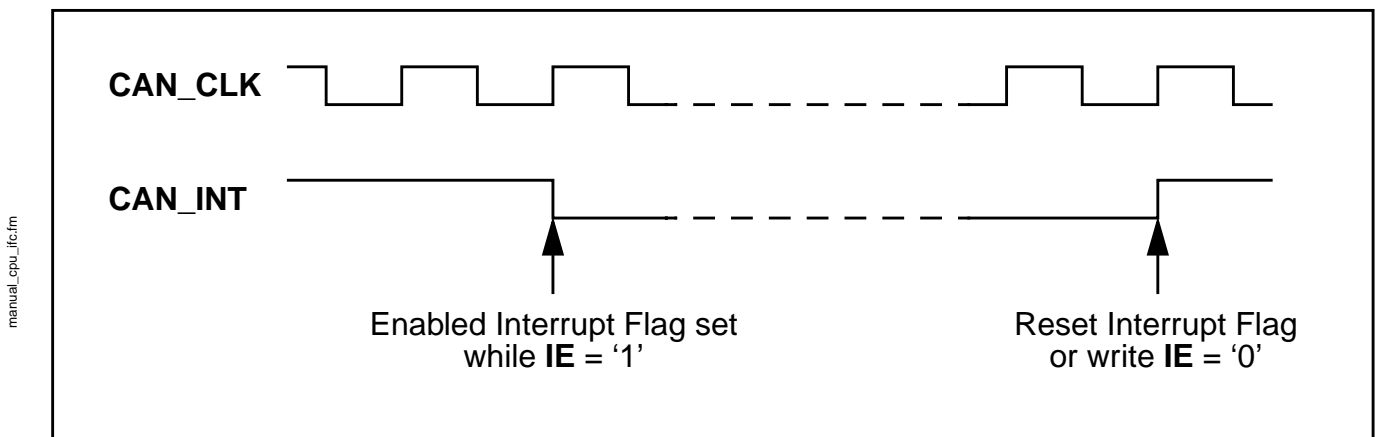 CAN_CLK
CAN_INT
Enabled Interrupt Flag set
while IE = ‘1’
Reset Interrupt Flag
or write IE = ‘0’
manual_cpu_ifc.fm